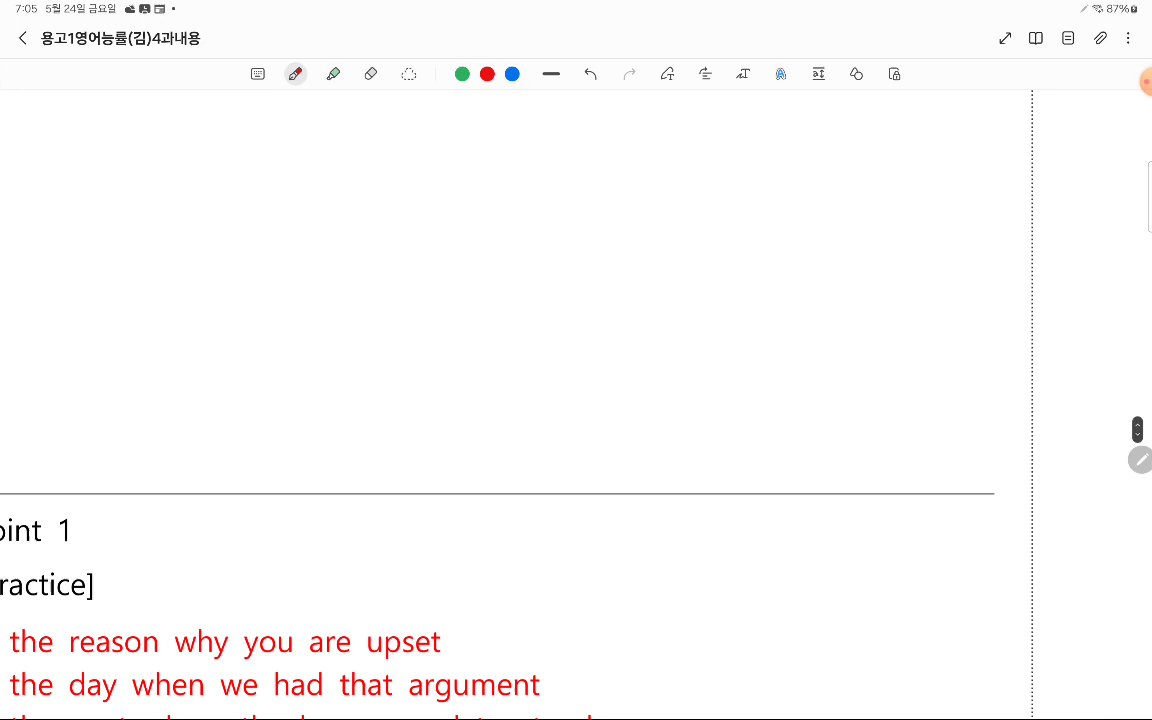 7:05 5월 24일 금요일 87%
용고1영어능률(김)4과내용
oint 1
ractice]
the reason why you are upset
the day when we had that argument